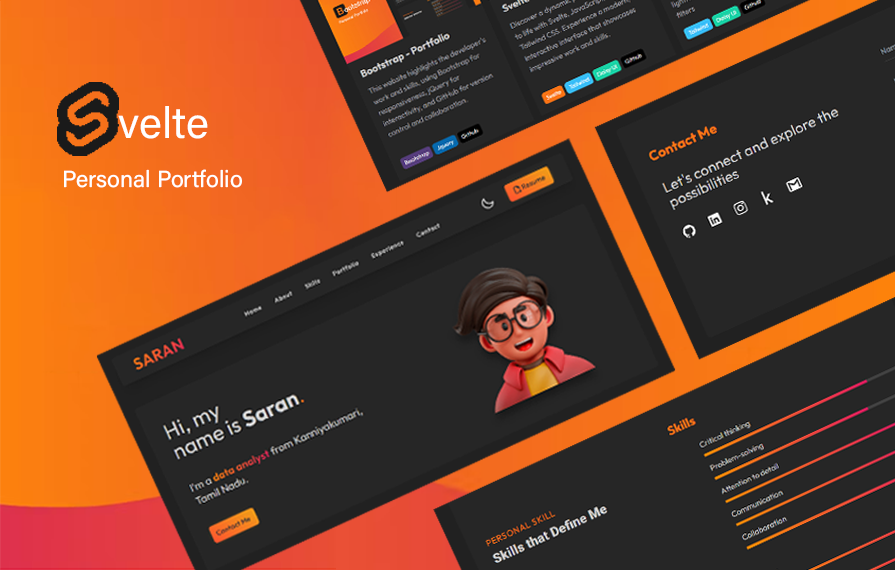 Svelte
Personal Portfolio
Bootstrap
Personal Portfolio
Bootstrap - Portfolio
This website highlights the developer's
work and skills, using Bootstrap for
responsiveness, jQuery for
interactivity, and GitHub for version
control and collaboration.
Bootstrap
Jquery
GitHub
Discover a dynamic,
to life with Svelte, JavaScript,
Tailwind CSS. Experience a modern,
interactive interface that showcases
impressive work and skills.
Svelte
Tailwind
Daisy UI
GitHub
filters
Tailwind
Daisy UI
GitHub
Contact Me
Let's connect and explore the
possibilities
SARAN
Home
About
Skills
Portfolio
Experience
Contact
Resume
Hi, my
name is Saran.
I'm a data analyst from Kanniyakumari,
Tamil Nadu.
Contact Me
PERSONAL SKILL
Skills that Define Me
Skills
Critical thinking
Problem-solving
Attention to detail
Communication
Collaboration